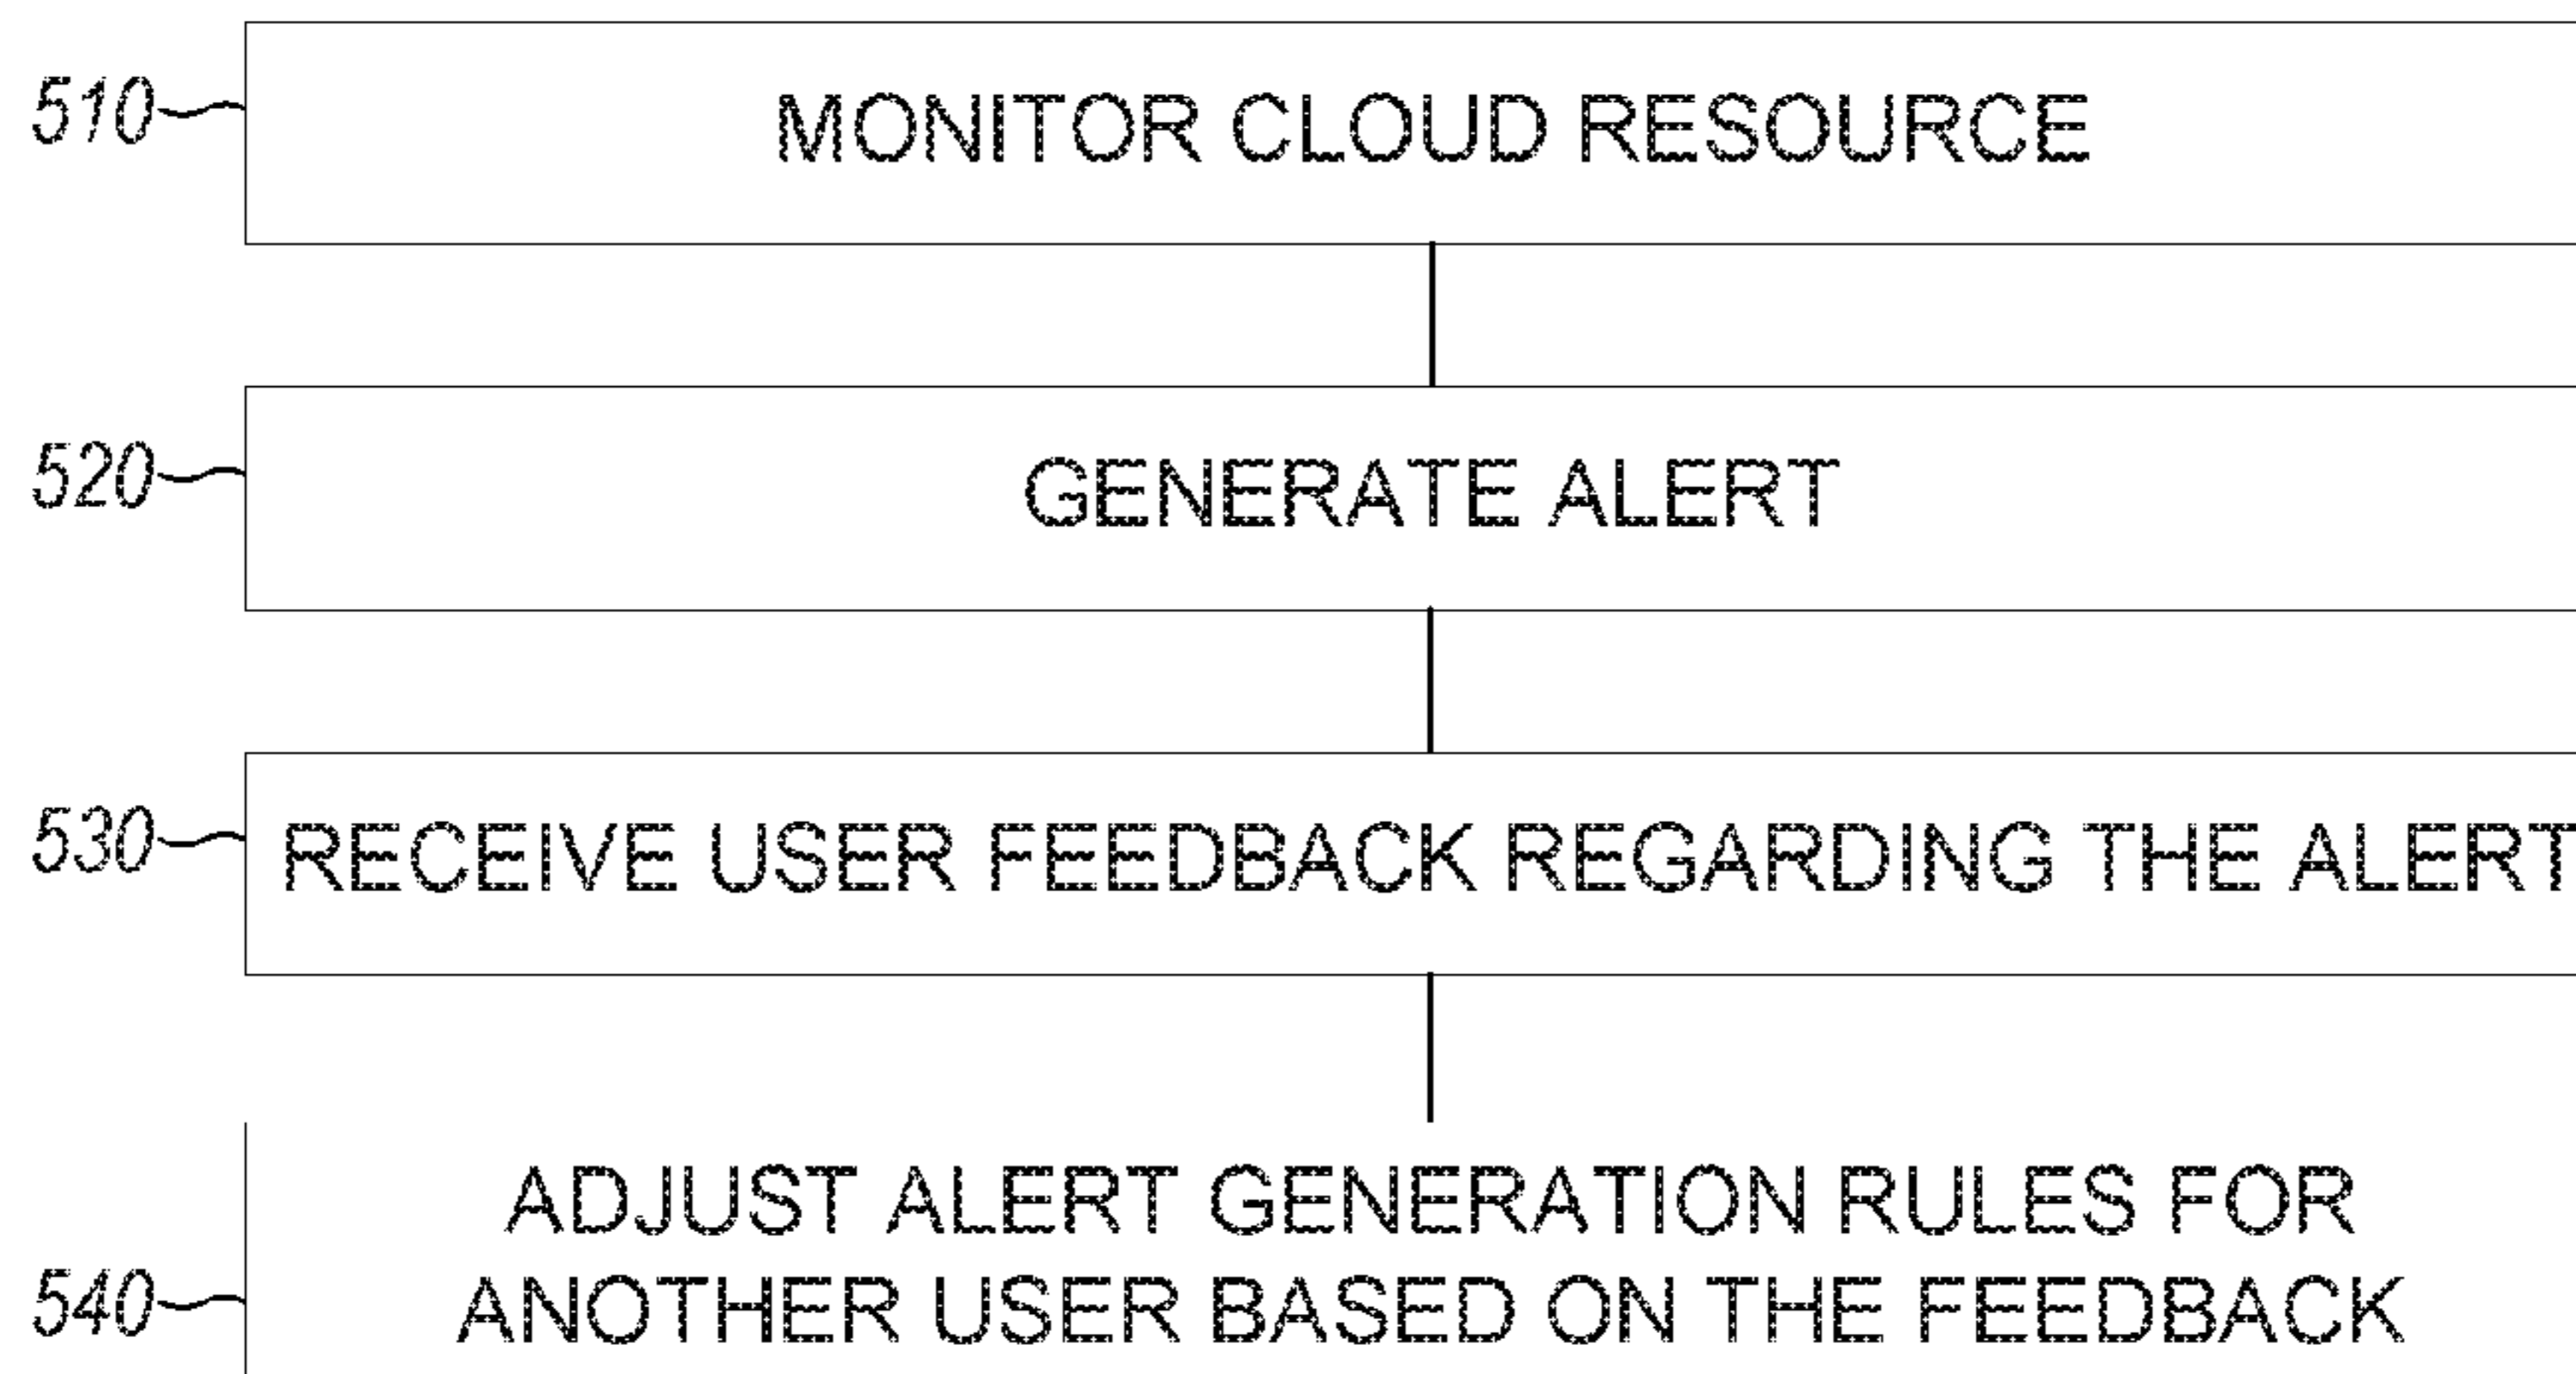 510 MONITOR CLOUD RESOURCE
520 GENERATE ALERT
530 RECEIVE USER FEEDBACK REGARDING THE ALERT
ADJUST ALERT GENERATION RULES FOR
540 ANOTHER USER BASED ON THE FEEDBACK